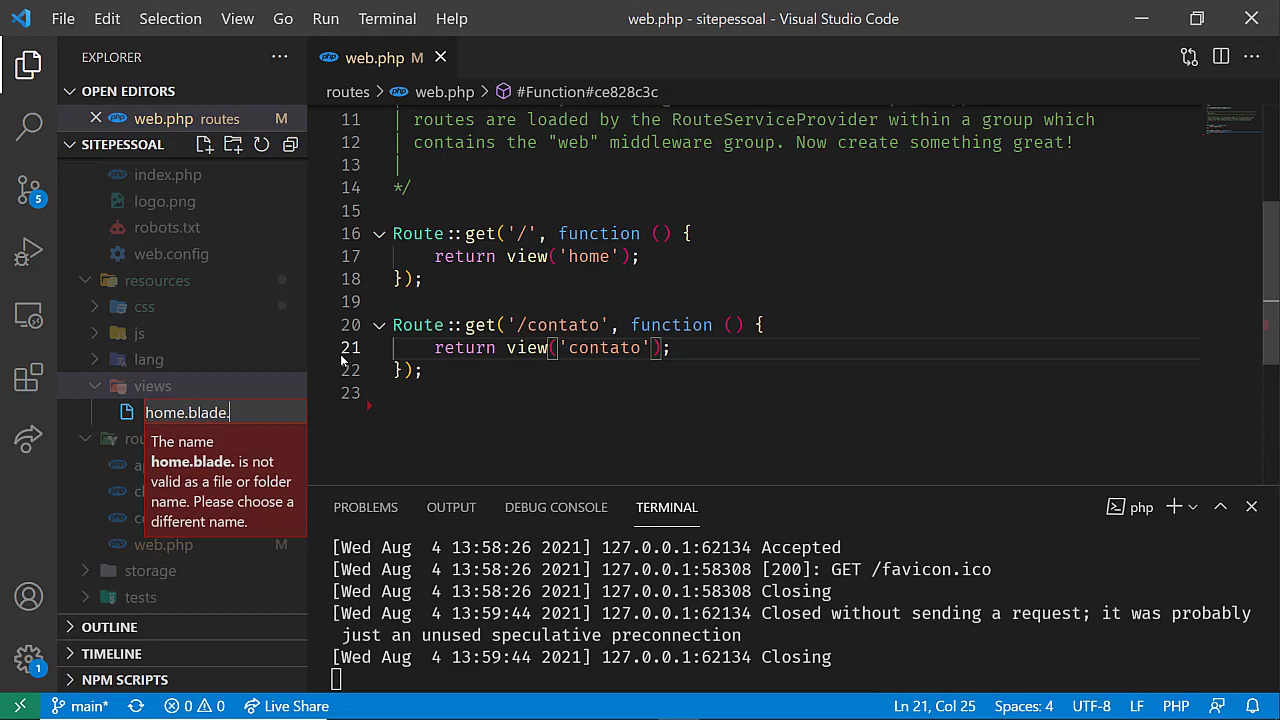 File Edit Selection View Go Run Terminal Help web.php - sitepessoal - Visual Studio Code
EXPLORER
OPEN EDITORS
web.php routes M
SITEPESSOAL
index.php
logo.png
robots.txt
web.config
resources
css
js
lang
views
home.blade.
The name
home.blade. is not
valid as a file or folder
name. Please choose a
different name.
web.php M
storage
tests
OUTLINE
TIMELINE
NPM SCRIPTS
5
1
web.php M
routes > web.php > #Function#ce828c3c
11 | routes are loaded by the RouteServiceProvider within a group which
12 | contains the "web" middleware group. Now create something great!
13 |
14 */
15
16 Route::get('/', function () {
17 return view('home');
18 });
19
20 Route::get('/contato', function () {
21 return view('contato');
22 });
23
PROBLEMS OUTPUT DEBUG CONSOLE TERMINAL php
[Wed Aug 4 13:58:26 2021] 127.0.0.1:62134 Accepted
[Wed Aug 4 13:58:26 2021] 127.0.0.1:58308 [200]: GET /favicon.ico
[Wed Aug 4 13:58:26 2021] 127.0.0.1:58308 Closing
[Wed Aug 4 13:59:44 2021] 127.0.0.1:62134 Closed without sending a request; it was probably
just an unused speculative preconnection
[Wed Aug 4 13:59:44 2021] 127.0.0.1:62134 Closing
main* 0 0 Live Share Ln 21, Col 25 Spaces: 4 UTF-8 LF PHP